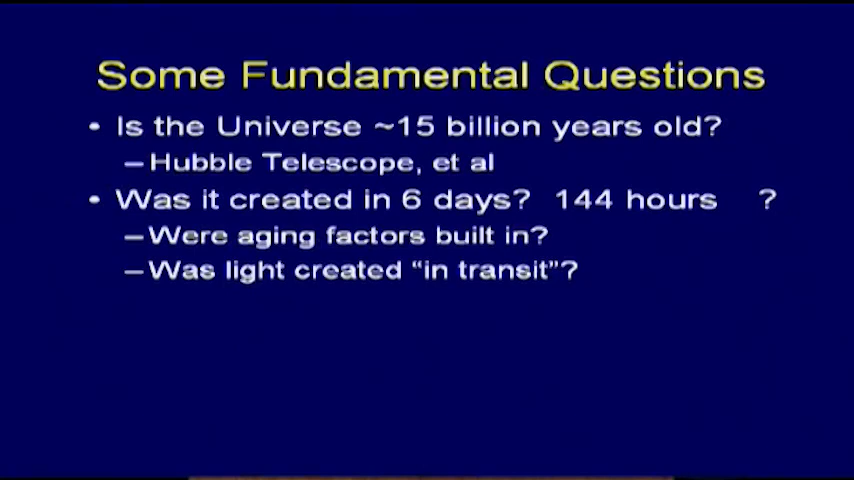 Some Fundamental Questions
• Is the Universe ~15 billion years old?
–Hubble Telescope, et al
• Was it created in 6 days? 144 hours ?
–Were aging factors built in?
–Was light created “in transit”?